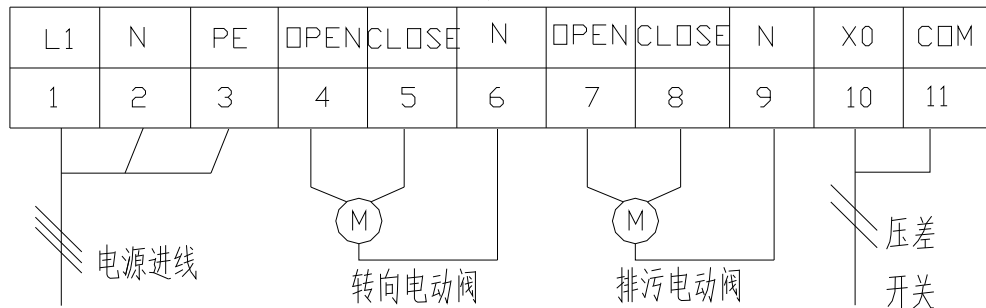 L1 N PE OPEN CLOSE N OPEN CLOSE N X0 COM
1 2 3 4 5 6 7 8 9 10 11
M M
电源进线 转向电动阀 排污电动阀 压差
开关